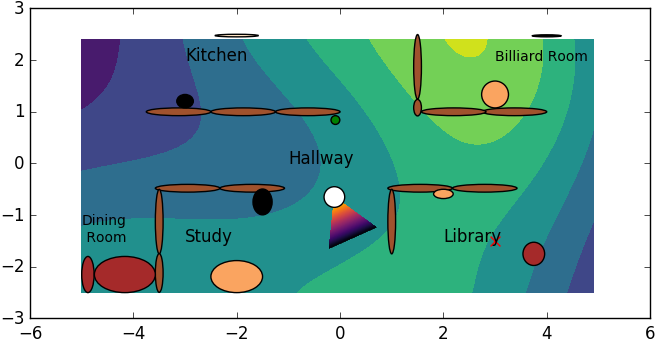 3
2
1
0
−1
−2
−3
−6
−4
−2
0
2
4
6
Kitchen
Billiard Room
Hallway
Dining
Room
Study
Library